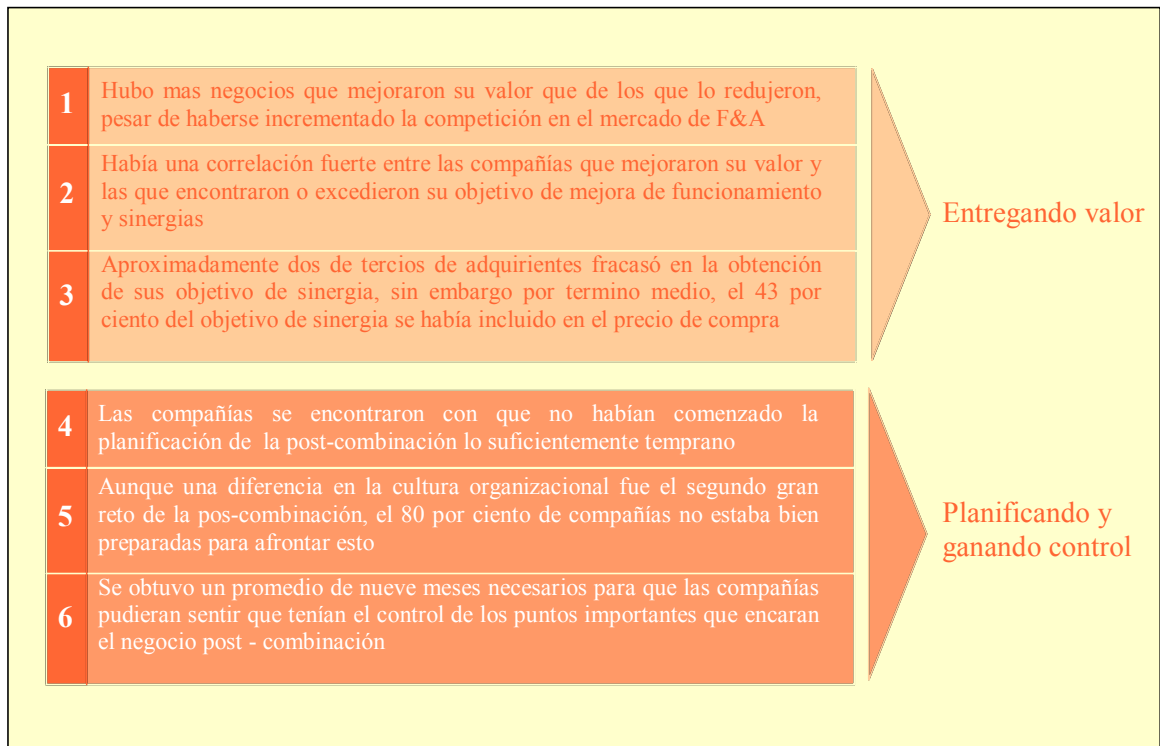 1
Hubo mas negocios que mejoraron su valor que de los que lo redujeron,
pesar de haberse incrementado la competición en el mercado de F&A
2
Había una correlación fuerte entre las compañías que mejoraron su valor y
las que encontraron o excedieron su objetivo de mejora de funcionamiento
y sinergias
3
Aproximadamente dos de tercios de adquirientes fracasó en la obtención
de sus objetivo de sinergia, sin embargo por termino medio, el 43 por
ciento del objetivo de sinergia se había incluido en el precio de compra
Entregando valor
4
Las compañías se encontraron con que no habían comenzado la
planificación de la post-combinación lo suficientemente temprano
5
Aunque una diferencia en la cultura organizacional fue el segundo gran
reto de la pos-combinación, el 80 por ciento de compañías no estaba bien
preparadas para afrontar esto
6
Se obtuvo un promedio de nueve meses necesarios para que las compañías
pudieran sentir que tenían el control de los puntos importantes que encaran
el negocio post - combinación
Planificando y
ganando control